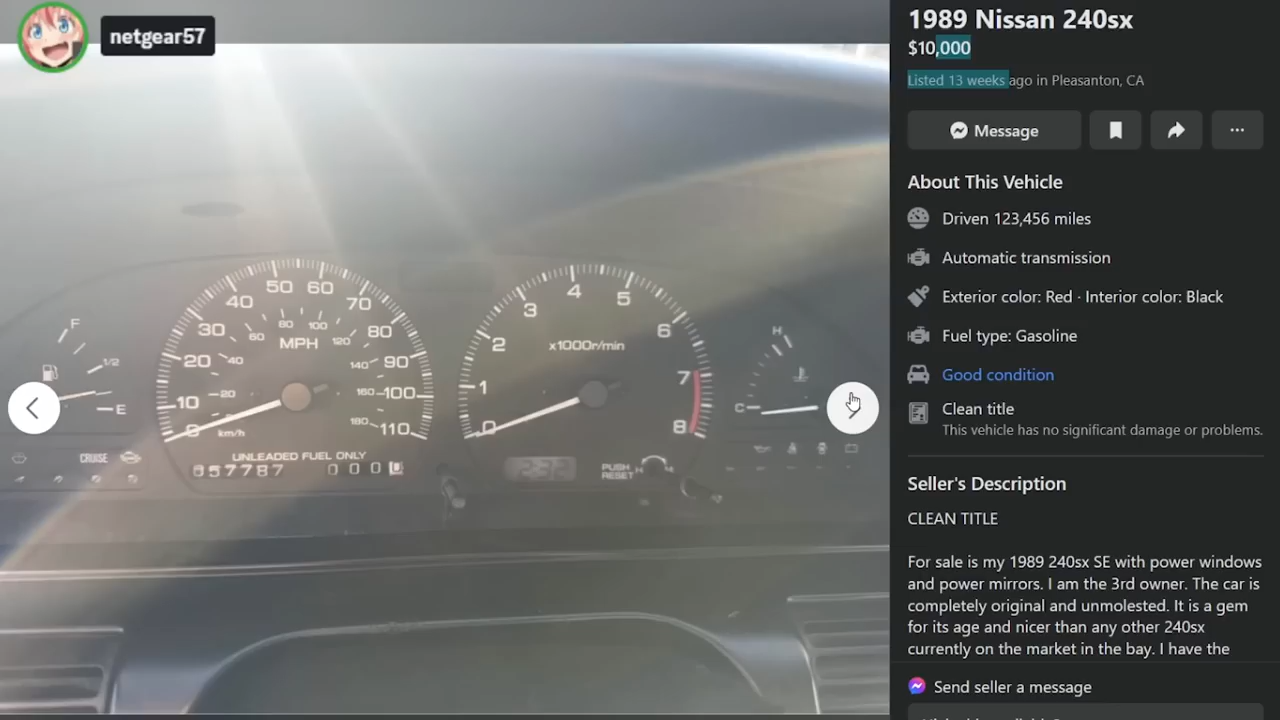 netgear57
1989 Nissan 240sx
$10,000
Listed 13 weeks ago in Pleasanton, CA
Message
About This Vehicle
Driven 123,456 miles
Automatic transmission
Exterior color: Red · Interior color: Black
Fuel type: Gasoline
Good condition
Clean title
This vehicle has no significant damage or problems.
Seller's Description
CLEAN TITLE
For sale is my 1989 240sx SE with power windows
and power mirrors. I am the 3rd owner. The car is
completely original and unmolested. It is a gem
for its age and nicer than any other 240sx
currently on the market in the bay. I have the
Send seller a message
F
1/2
E
CRUISE
0 10 20 30 40 50 60 70 80 90 100 110
MPH
20 40 60 80 100 120 140 160 180
km/h
UNLEADED FUEL ONLY
057787 000
0 1 2 3 4 5 6 7 8
x1000r/min
PUSH
RESET
H
C